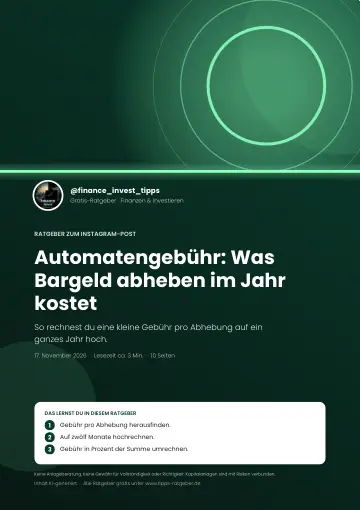 @finance_invest_tipps
Gratis-Ratgeber · Finanzen & Investieren
RATGEBER ZUM INSTAGRAM-POST
Automatengebühr: Was
Bargeld abheben im Jahr
kostet
So rechnest du eine kleine Gebühr pro Abhebung auf ein
ganzes Jahr hoch.
17. November 2026 · Lesezeit ca. 3 Min. · 10 Seiten
DAS LERNST DU IN DIESEM RATGEBER
1 Gebühr pro Abhebung herausfinden.
2 Auf zwölf Monate hochrechnen.
3 Gebühr in Prozent der Summe umrechnen.
Keine Anlageberatung. Keine Gewähr für Vollständigkeit oder Richtigkeit. Kapitalanlagen sind mit Risiken verbunden.
Inhalt KI-generiert · Alle Ratgeber gratis unter www.tipps-ratgeber.de